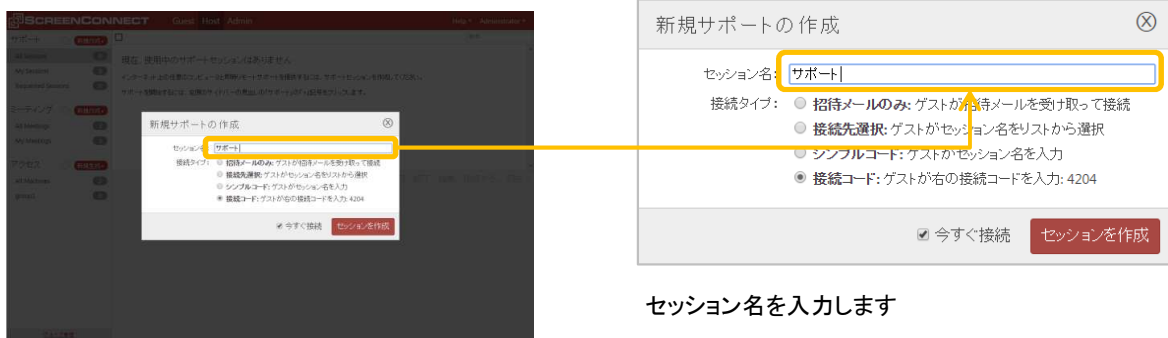 SCREENCONNECT Guest Host Admin
Help Administrator
サポート
All Sessions
My Sessions
Requested Sessions
ミーティング
All Meetings
My Meetings
アクセス
All Machines
現在、使用中のサポートセッションはありません
新規サポートの作成
セッション名: サポート
接続タイプ: 招待メールのみ: ゲストが招待メールを受け取って接続
接続先選択: ゲストがセッション名をリストから選択
シンプルコード: ゲストがセッション名を入力
接続コード: ゲストが右の接続コードを入力: 4204
今すぐ接続 セッションを作成
新規サポートの作成
セッション名: サポート
接続タイプ: 招待メールのみ: ゲストが招待メールを受け取って接続
接続先選択: ゲストがセッション名をリストから選択
シンプルコード: ゲストがセッション名を入力
接続コード: ゲストが右の接続コードを入力: 4204
今すぐ接続 セッションを作成
セッション名を入力します